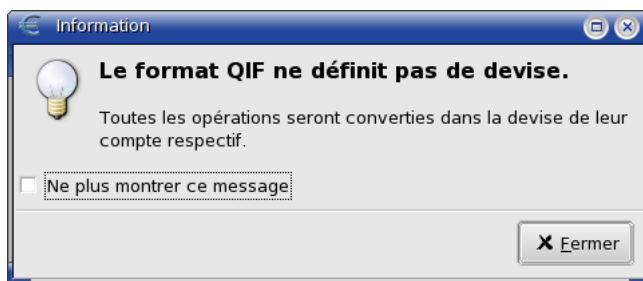 Information
Le format QIF ne définit pas de devise.
Toutes les opérations seront converties dans la devise de leur
compte respectif.
Ne plus montrer ce message
Fermer